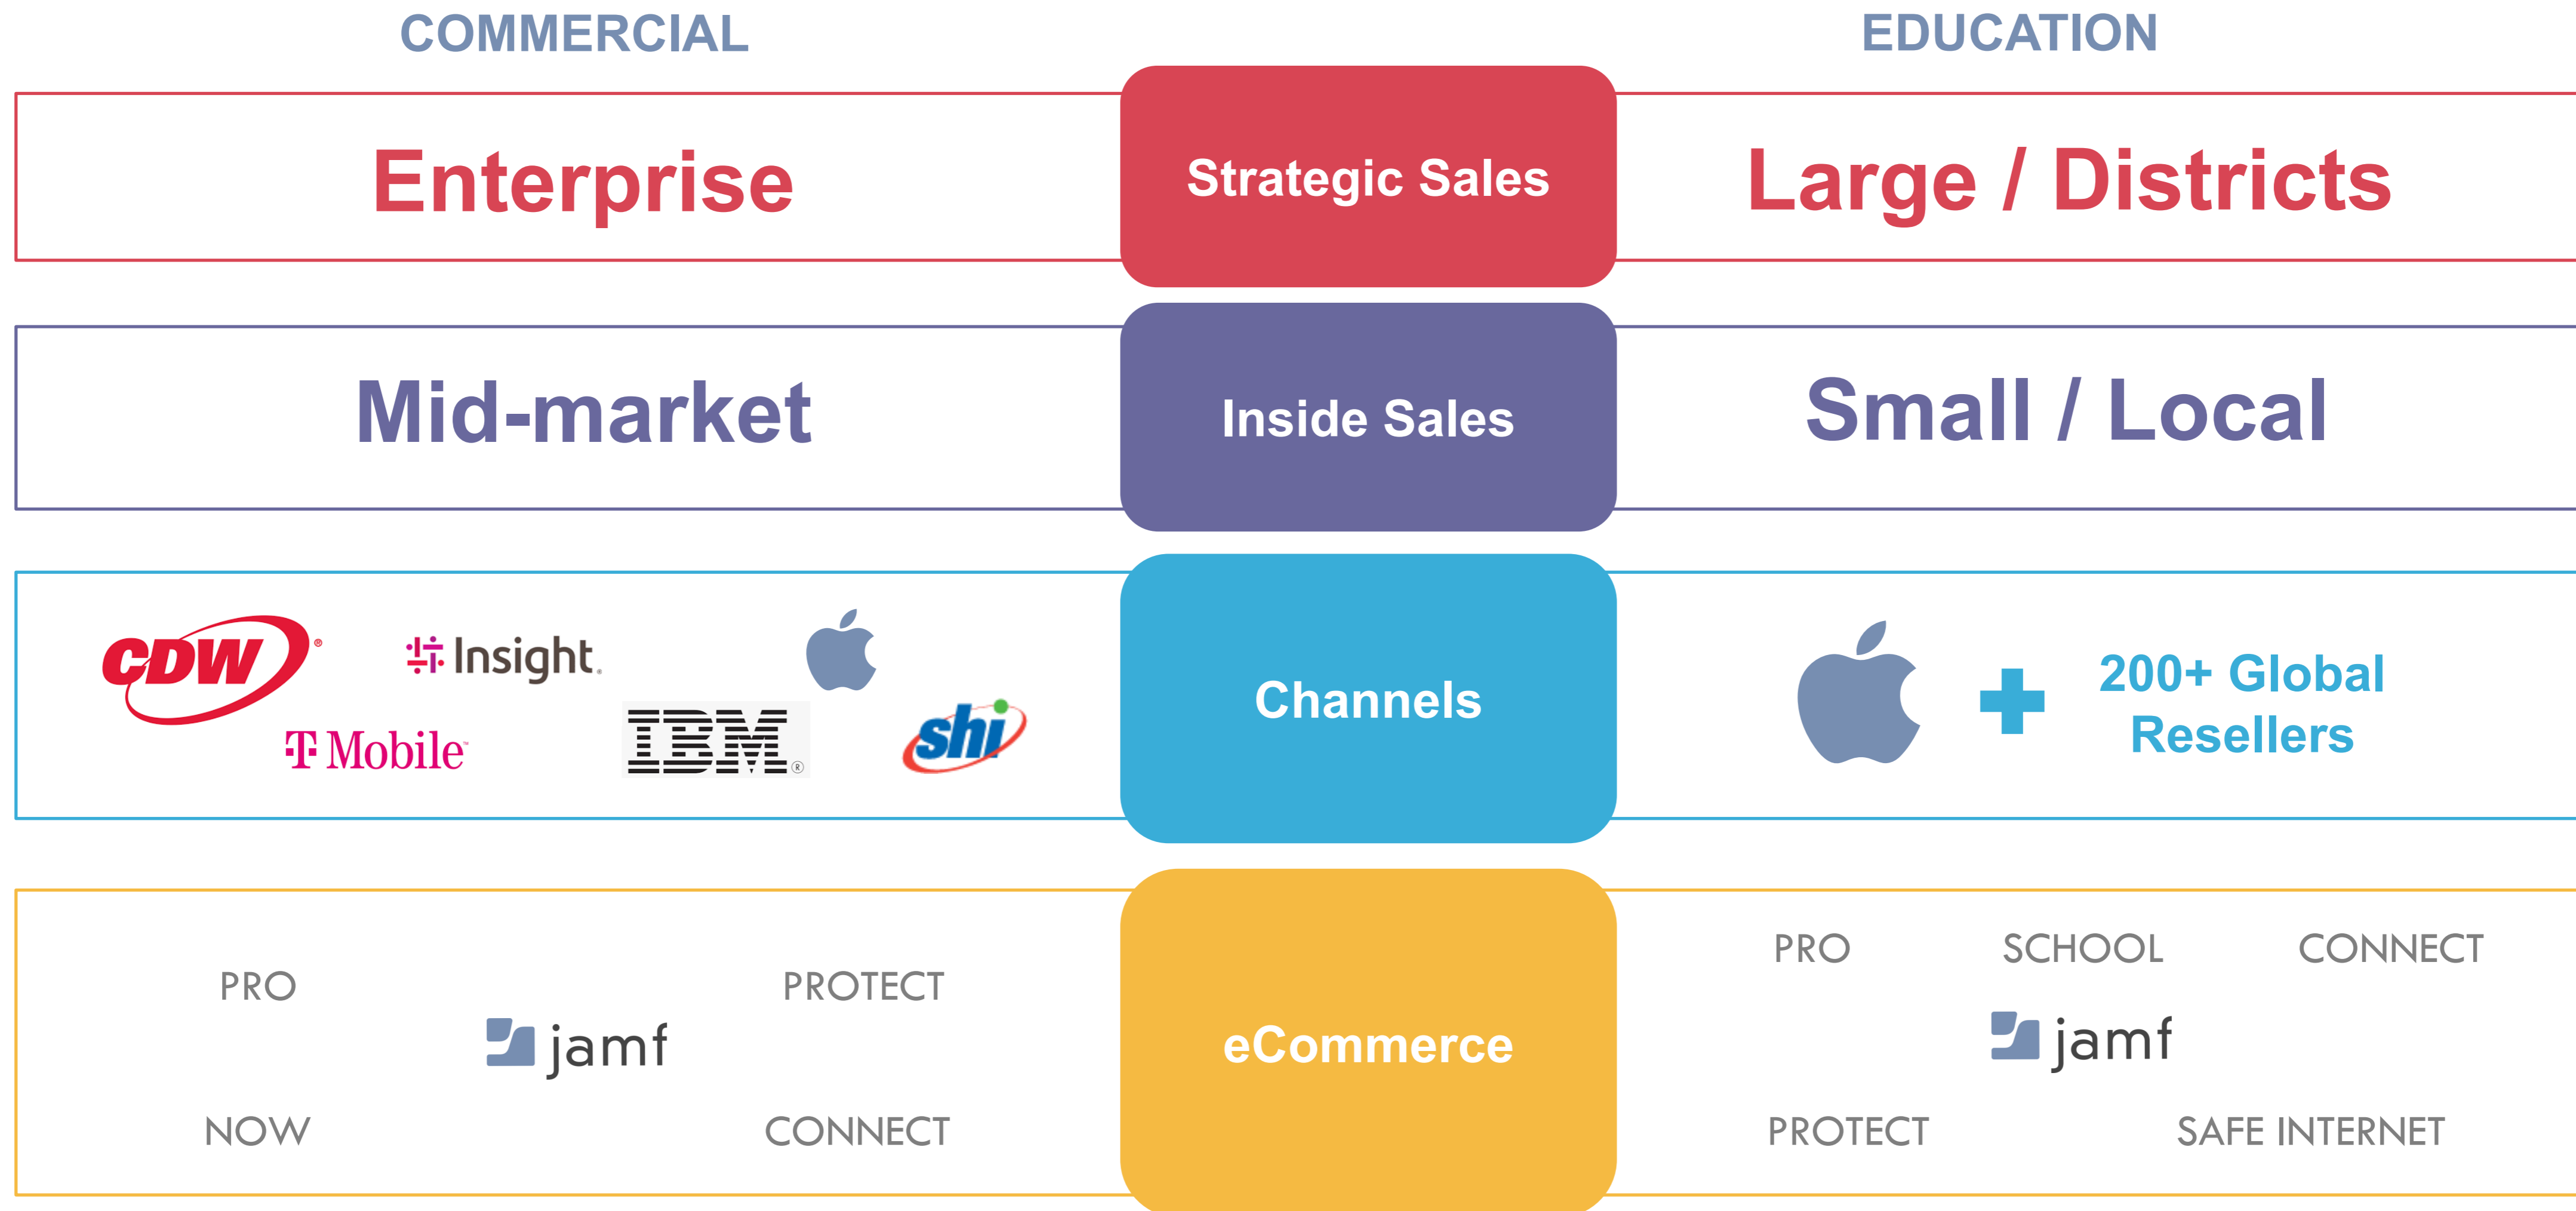 COMMERCIAL
EDUCATION
Enterprise
Strategic Sales
Large / Districts
Mid-market
Inside Sales
Small / Local
CDW®
Insight.
T Mobile™
IBM®
shi
Channels
200+ Global
Resellers
PRO
PROTECT
jamf
NOW
CONNECT
eCommerce
PRO SCHOOL CONNECT
jamf
PROTECT SAFE INTERNET